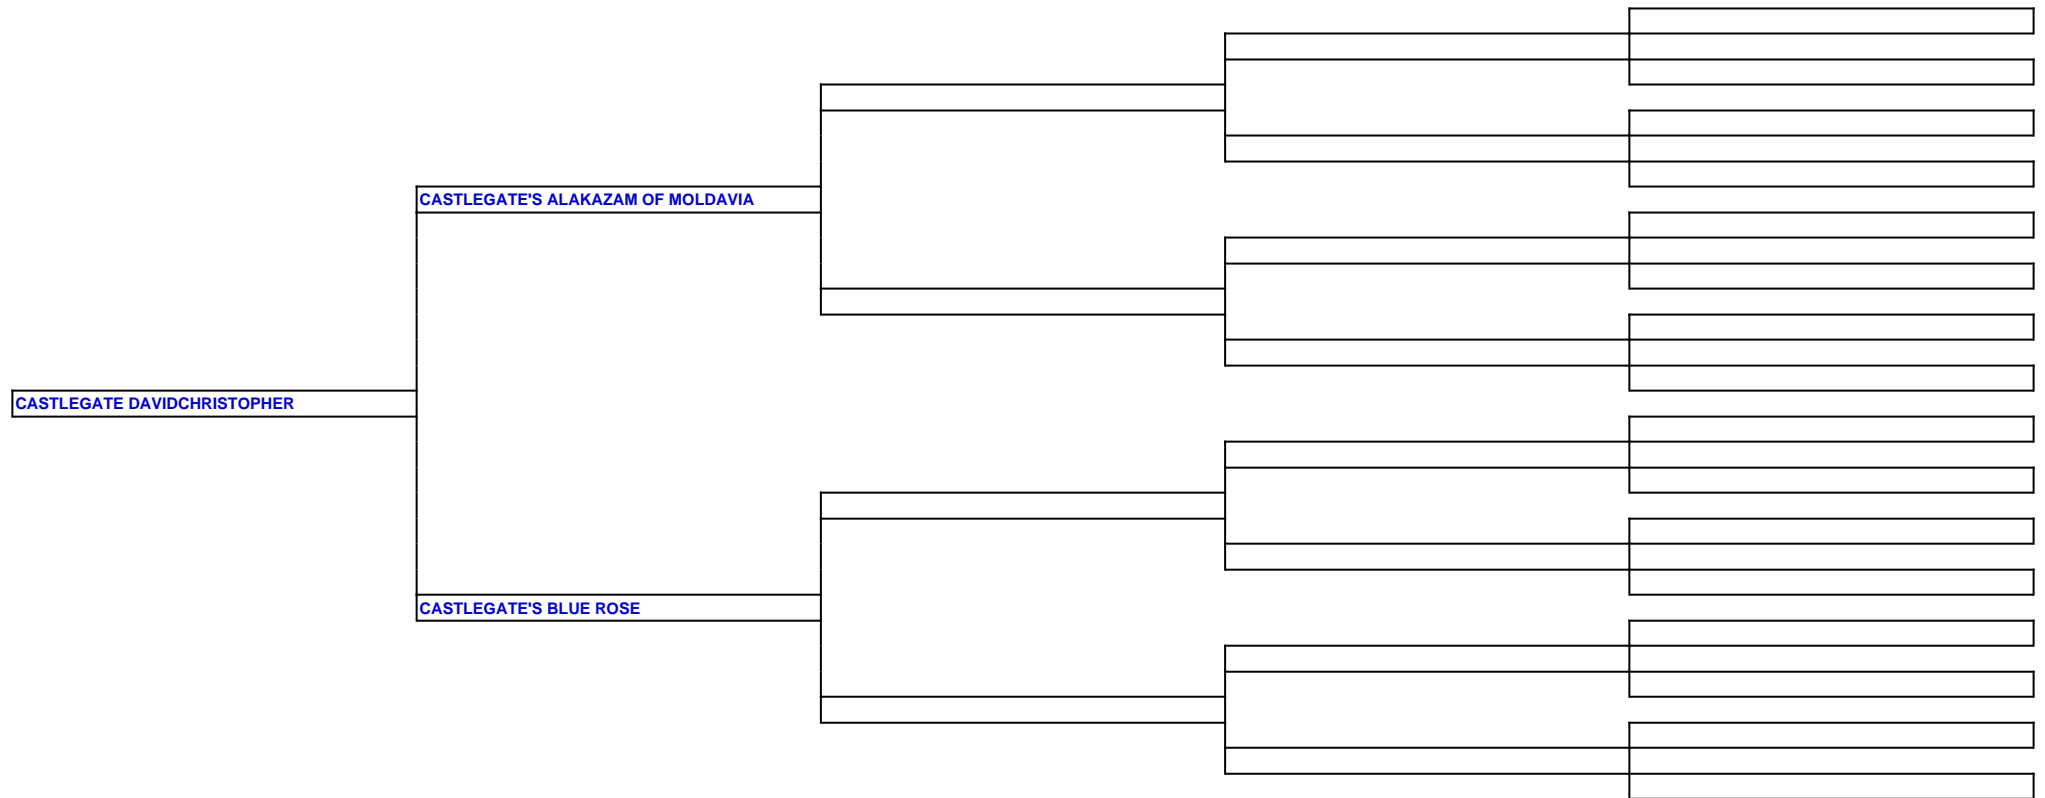 CASTLEGATE'S ALAKAZAM OF MOLDAVIA
CASTLEGATE DAVIDCHRISTOPHER
CASTLEGATE'S BLUE ROSE